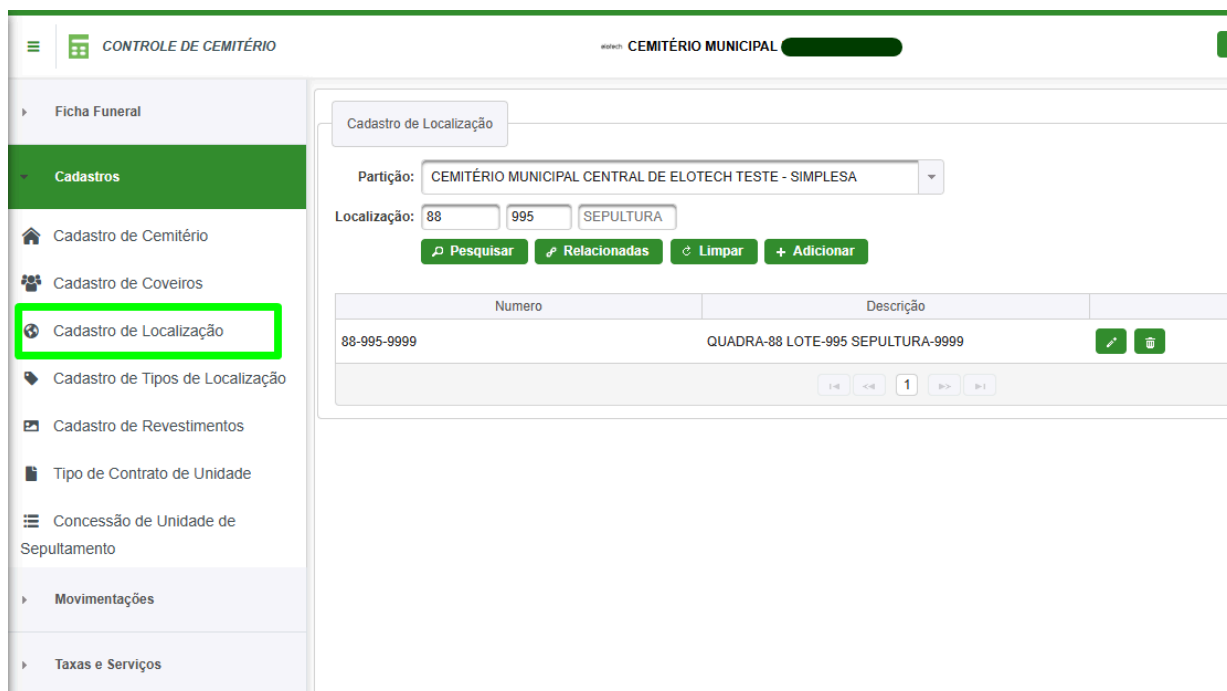 CONTROLE DE CEMITÉRIO
elotech CEMITÉRIO MUNICIPAL
Ficha Funeral
Cadastros
Cadastro de Cemitério
Cadastro de Coveiros
Cadastro de Localização
Cadastro de Tipos de Localização
Cadastro de Revestimentos
Tipo de Contrato de Unidade
Concessão de Unidade de
Sepultamento
Movimentações
Taxas e Serviços
Cadastro de Localização
Partição: CEMITÉRIO MUNICIPAL CENTRAL DE ELOTECH TESTE - SIMPLESA
Localização: 88 995 SEPULTURA
Pesquisar Relacionadas Limpar + Adicionar
Numero Descrição
88-995-9999 QUADRA-88 LOTE-995 SEPULTURA-9999
1